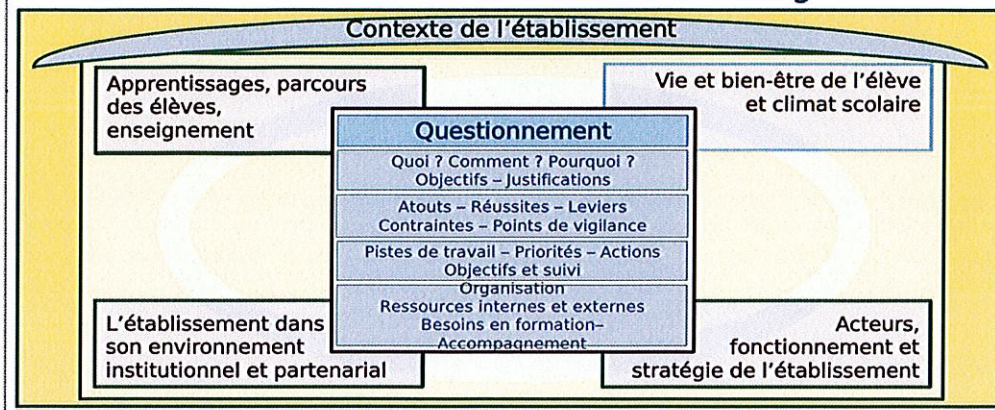 Contexte de l'établissement
Apprentissages, parcours
des élèves,
enseignement
Vie et bien-être de l'élève
et climat scolaire
Questionnement
Quoi ? Comment ? Pourquoi ?
Objectifs – Justifications
Atouts – Réussites – Leviers
Contraintes – Points de vigilance
Pistes de travail – Priorités – Actions
Objectifs et suivi
Organisation
Ressources internes et externes
Besoins en formation–
Accompagnement
L'établissement dans
son environnement
institutionnel et partenarial
Acteurs,
fonctionnement et
stratégie de l'établissement